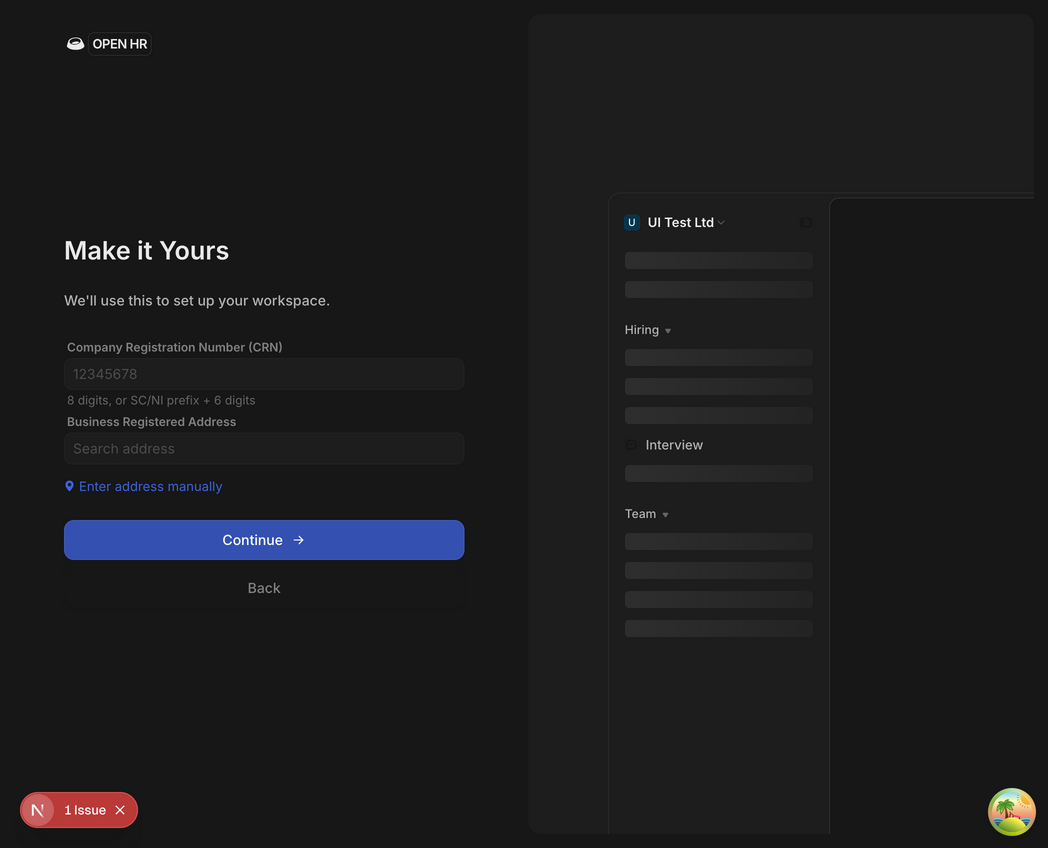 OPEN HR
Make it Yours
We'll use this to set up your workspace.
Company Registration Number (CRN)
12345678
8 digits, or SC/NI prefix + 6 digits
Business Registered Address
Search address
Enter address manually
Continue →
Back
N 1 Issue
U UI Test Ltd
Hiring
Interview
Team